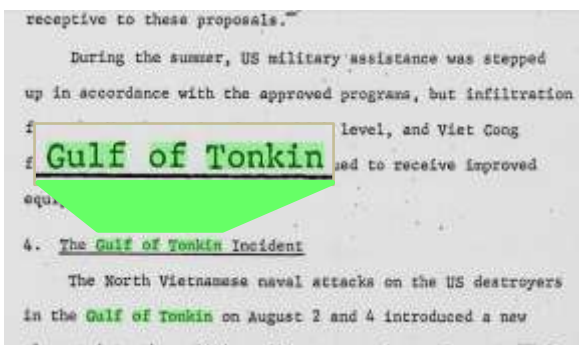 receptive to these proposals."
During the summer, US military assistance was stepped
up in accordance with the approved programs, but infiltration
level, and Viet Cong
Gulf of Tonkin
to receive improved
4. The Gulf of Tonkin Incident
The North Vietnamese naval attacks on the US destroyers
in the Gulf of Tonkin on August 2 and 4 introduced a new